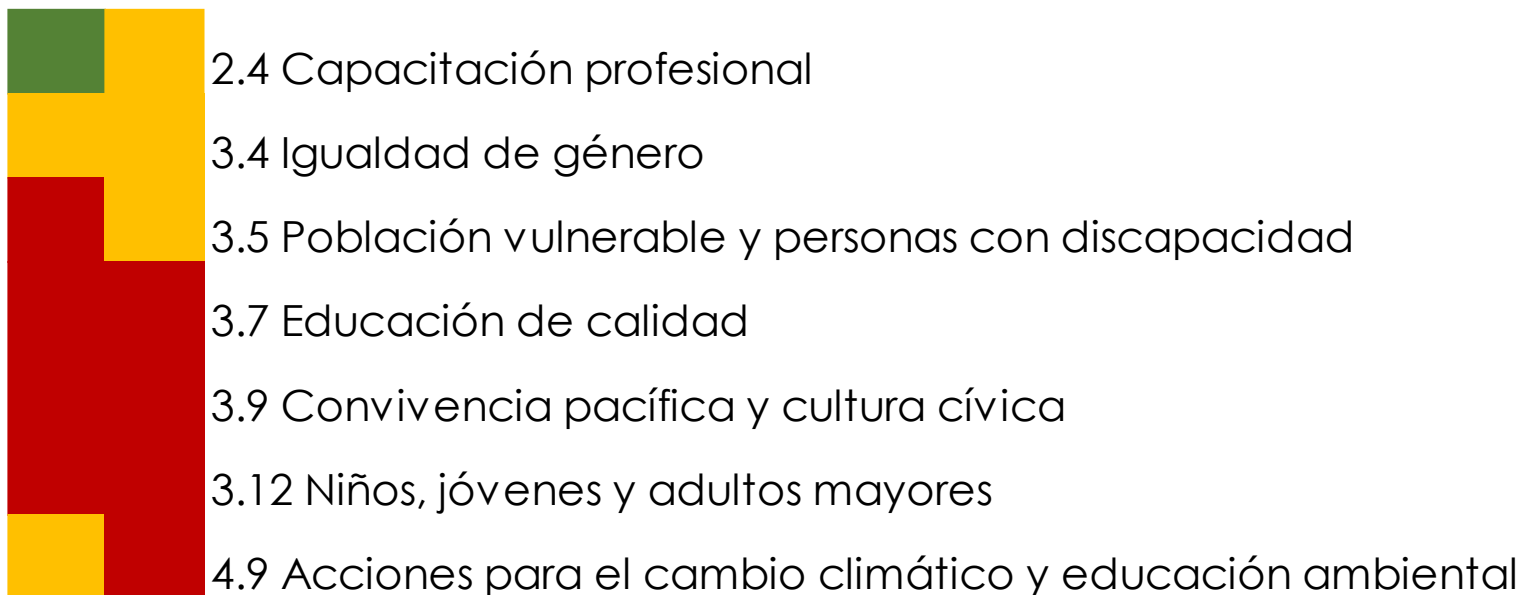 2.4 Capacitación profesional
3.4 Igualdad de género
3.5 Población vulnerable y personas con discapacidad
3.7 Educación de calidad
3.9 Convivencia pacífica y cultura cívica
3.12 Niños, jóvenes y adultos mayores
4.9 Acciones para el cambio climático y educación ambiental